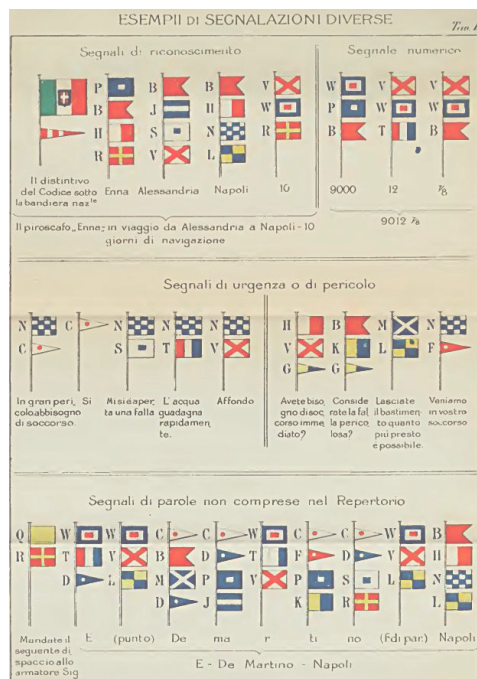 ESEMPII DI SEGNALAZIONI DIVERSE
Segnali di riconoscimento
Segnale numerico
P B B V
B J H W
H S N R
R V L
W V V
P W W
B T B
Il distintivo
del Codice sotto
la bandiera naz.le
Enna Alessandria Napoli 10
9000 12 7/8
9012 7/8
Il piroscafo „Enna„ in viaggio da Alessandria a Napoli - 10
giorni di navigazione
Segnali di urgenza o di pericolo
N C N N N
C S T V
H B M N
V K L F
G G
In gran peri
colo abbisogno
di soccorso.
Si
Mi si è aper
ta una falla
L' acqua
guadagna
rapidamen
te.
Affondo
Avete biso
gno di soc
corso imme
diato?
Conside
rate la fal
la perico
losa?
Lasciate
il bastimen
to quanto
più presto
è possibile.
Veniamo
in vostro
soccorso
Segnali di parole non comprese nel Repertorio
Q W W C C W C C W B
R T V B D T F D V H
D L M P V P S L N
D J K R L
Mandate il
seguente di
spaccio allo
armatore Sig
E (punto) De ma r ti no (F di par.) Napoli
E - De Martino - Napoli